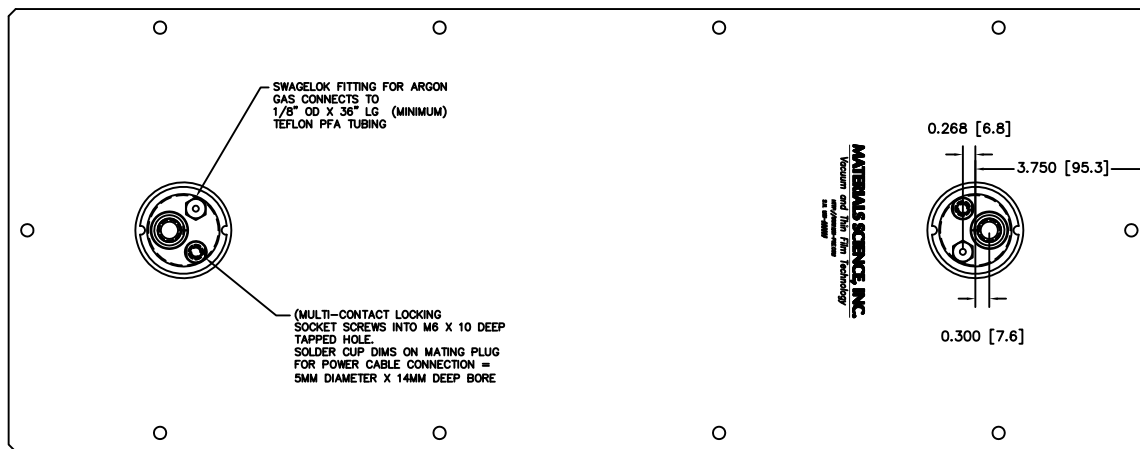 SWAGELOK FITTING FOR ARGON
GAS CONNECTS TO
1/8" OD X 36" LG (MINIMUM)
TEFLON PFA TUBING
(MULTI-CONTACT LOCKING
SOCKET SCREWS INTO M6 X 10 DEEP
TAPPED HOLE.
SOLDER CUP DIMS ON MATING PLUG
FOR POWER CABLE CONNECTION =
5MM DIAMETER X 14MM DEEP BORE
MATERIALS SCIENCE, INC.
Vacuum and Thin Film Technology
0.268 [6.8]
3.750 [95.3]
0.300 [7.6]